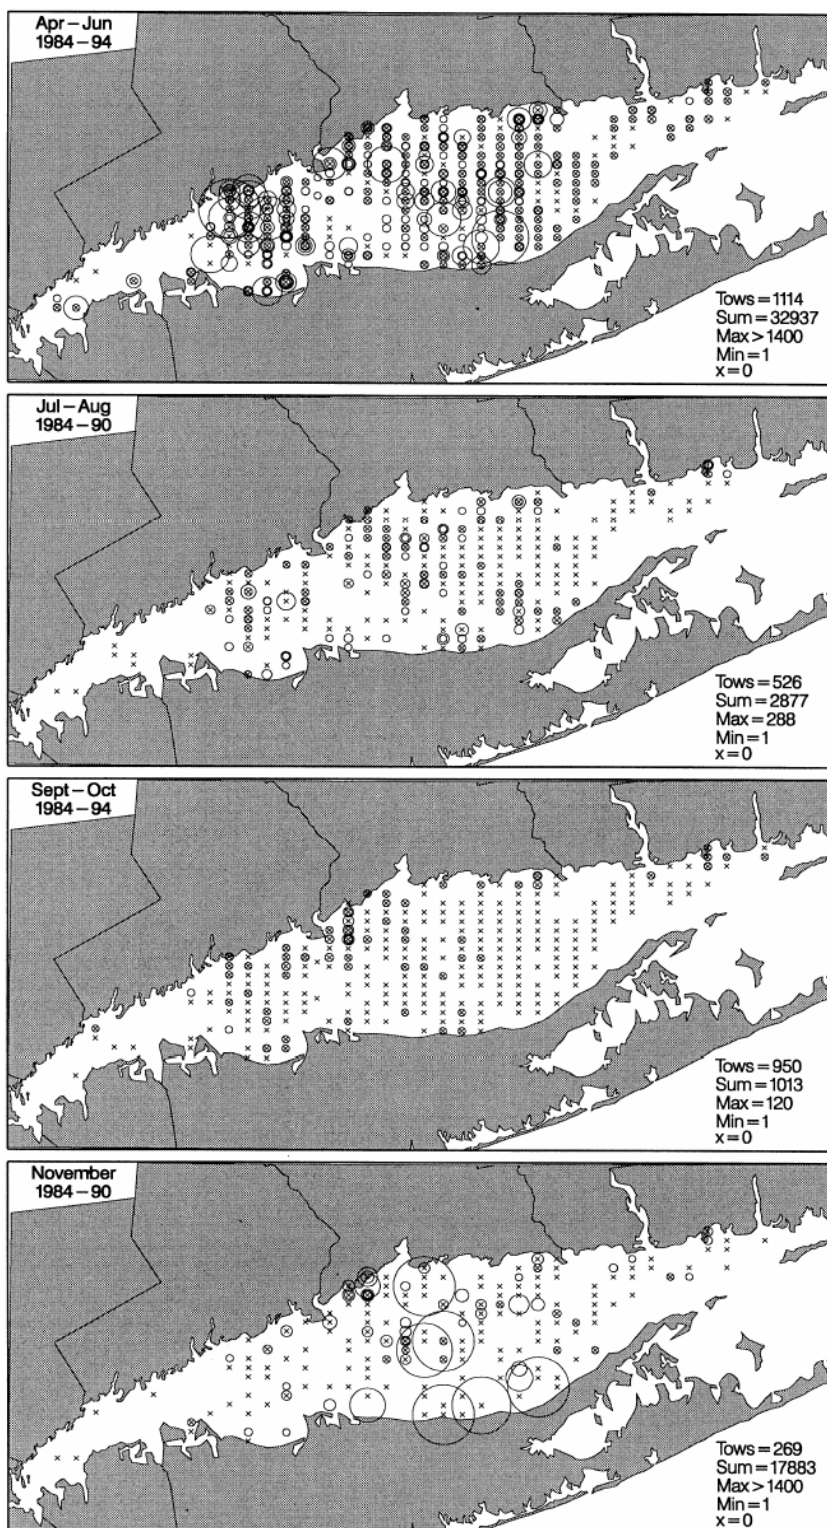 Apr–Jun
1984–94
Tows=1114
Sum=32937
Max>1400
Min=1
x=0
Jul–Aug
1984–90
Tows=526
Sum=2877
Max=288
Min=1
x=0
Sept–Oct
1984–94
Tows=950
Sum=1013
Max=120
Min=1
x=0
November
1984–90
Tows=269
Sum=17883
Max>1400
Min=1
x=0